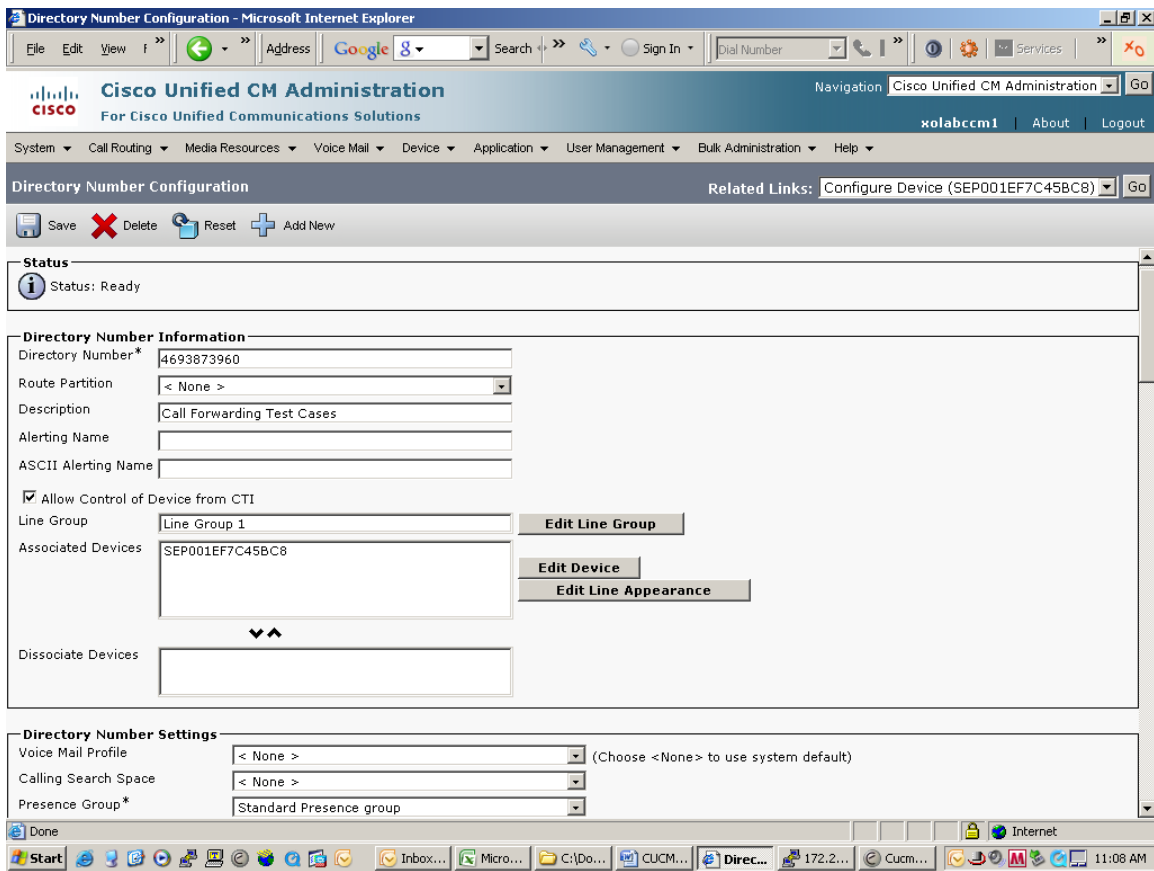 Directory Number Configuration - Microsoft Internet Explorer
File Edit View F » » Address Google g Search » Sign In Dial Number » Services »
CISCO
Cisco Unified CM Administration
For Cisco Unified Communications Solutions
Navigation Cisco Unified CM Administration Go
xolabccm1 | About | Logout
System Call Routing Media Resources Voice Mail Device Application User Management Bulk Administration Help
Directory Number Configuration Related Links: Configure Device (SEP001EF7C45BC8) Go
Save Delete Reset Add New
Status
Status: Ready
Directory Number Information
Directory Number* 4693873960
Route Partition < None >
Description Call Forwarding Test Cases
Alerting Name
ASCII Alerting Name
Allow Control of Device from CTI
Line Group Line Group 1 Edit Line Group
Associated Devices SEP001EF7C45BC8
Edit Device
Edit Line Appearance
Dissociate Devices
Directory Number Settings
Voice Mail Profile < None > (Choose <None> to use system default)
Calling Search Space < None >
Presence Group* Standard Presence group
Done Internet
Start Inbox... Micro... C:\Do... CUCM... Direc... 172.2... Cucm... 11:08 AM